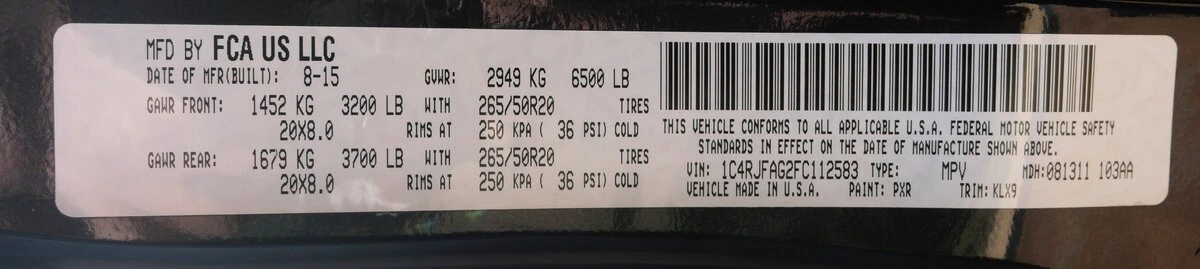 MFD BY FCA US LLC
DATE OF MFR(BUILT): 8-15 GVWR: 2949 KG 6500 LB
GAWR FRONT: 1452 KG 3200 LB WITH 265/50R20 TIRES
20X8.0 RIMS AT 250 KPA ( 36 PSI) COLD
GAWR REAR: 1679 KG 3700 LB WITH 265/50R20 TIRES
20X8.0 RIMS AT 250 KPA ( 36 PSI) COLD
THIS VEHICLE CONFORMS TO ALL APPLICABLE U.S.A. FEDERAL MOTOR VEHICLE SAFETY
STANDARDS IN EFFECT ON THE DATE OF MANUFACTURE SHOWN ABOVE.
VIN: 1C4RJFAG2FC112583 TYPE: MPV MDH:081311 103AA
VEHICLE MADE IN U.S.A. PAINT: PXR TRIM: KLX9